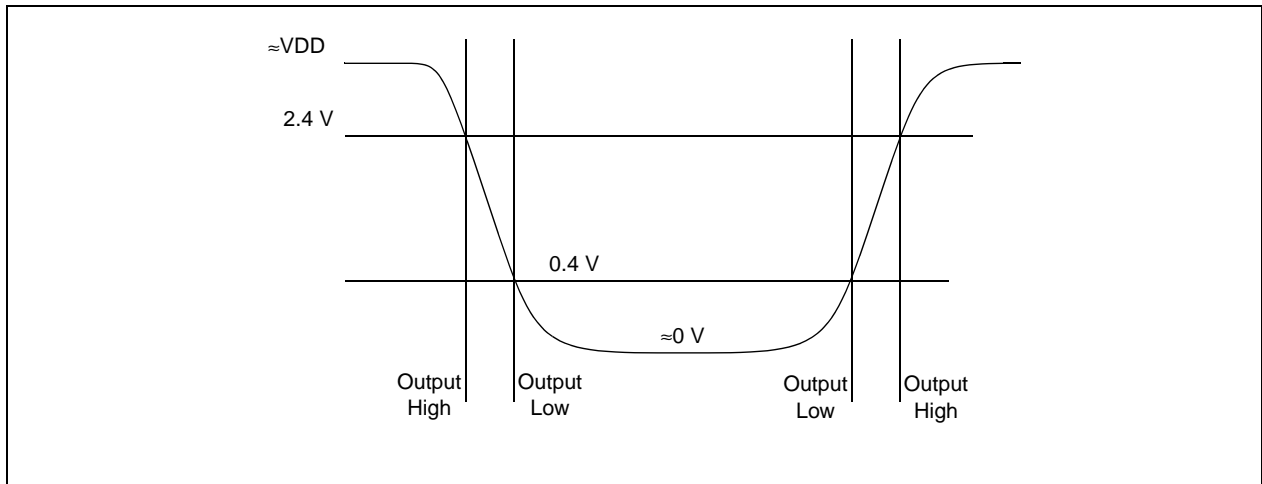 ≈VDD
2.4 V
0.4 V
≈0 V
Output
High
Output
Low
Output
Low
Output
High